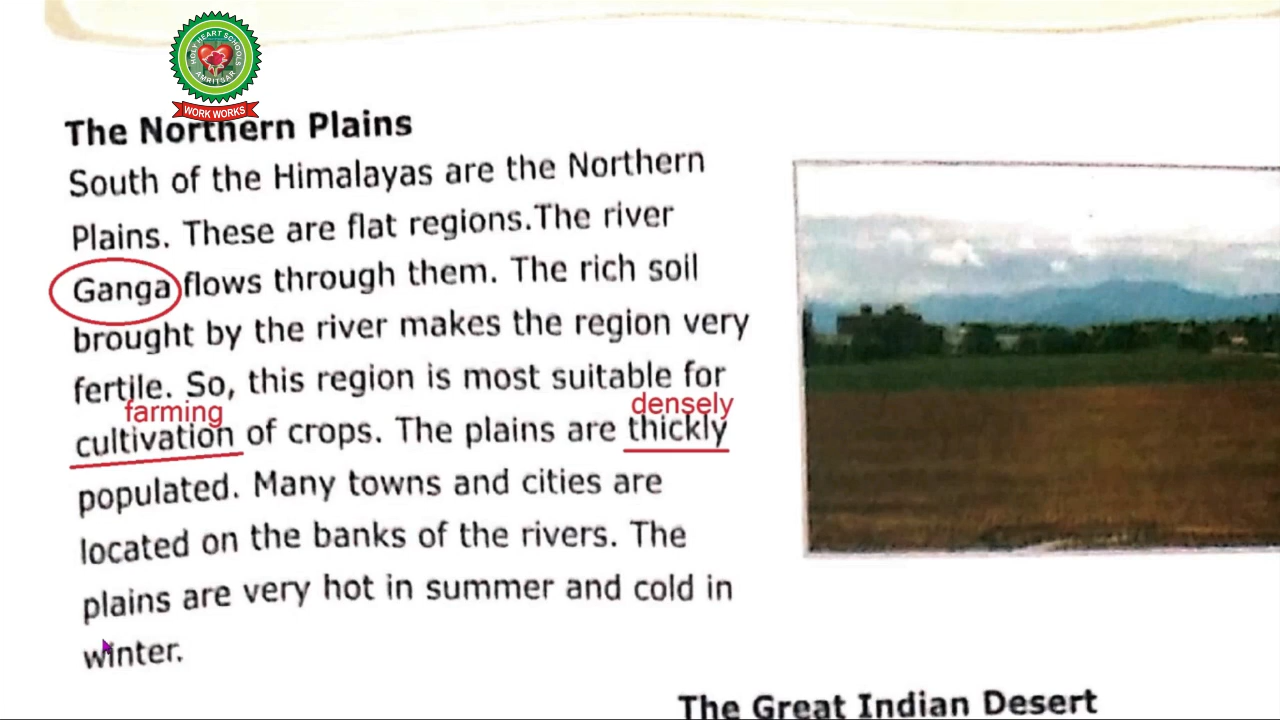 HOLY HEART SCHOOLS
AMRITSAR
WORK WORKS
The Northern Plains
South of the Himalayas are the Northern
Plains. These are flat regions.The river
Ganga flows through them. The rich soil
brought by the river makes the region very
fertile. So, this region is most suitable for
farming densely
cultivation of crops. The plains are thickly
populated. Many towns and cities are
located on the banks of the rivers. The
plains are very hot in summer and cold in
winter.
The Great Indian Desert